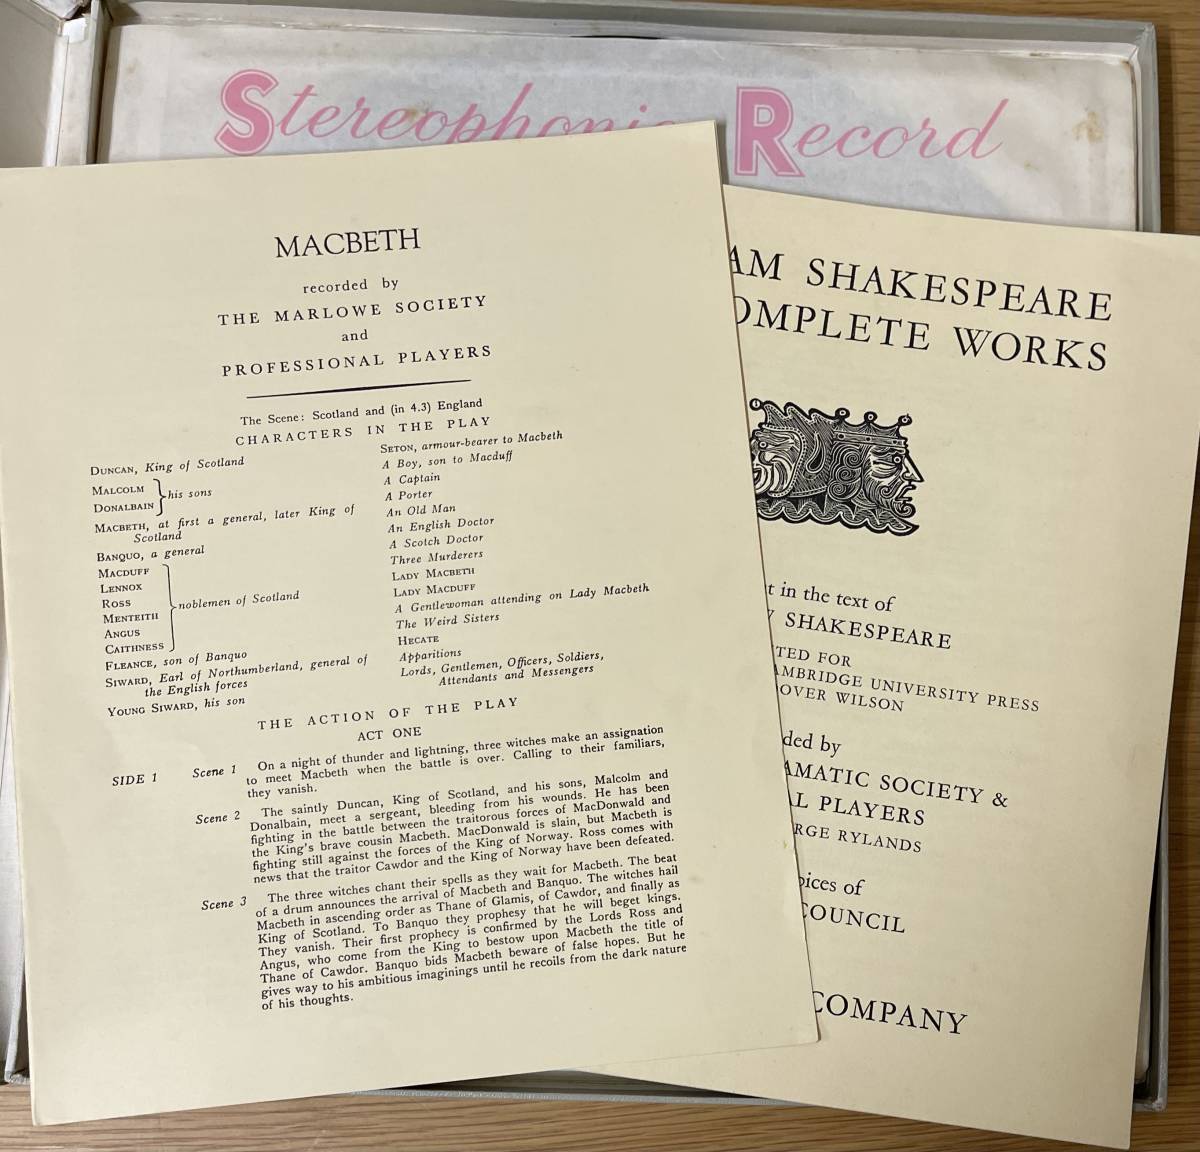 Stereophonic Record
MACBETH
recorded by
THE MARLOWE SOCIETY
and
PROFESSIONAL PLAYERS
The Scene: Scotland and (in 4.3) England
CHARACTERS IN THE PLAY
DUNCAN, King of Scotland
MALCOLM
DONALBAIN
his sons
MACBETH, at first a general, later King of
Scotland
BANQUO, a general
MACDUFF
LENNOX
ROSS
MENTEITH
ANGUS
CAITHNESS
noblemen of Scotland
FLEANCE, son of Banquo
SIWARD, Earl of Northumberland, general of
the English forces
YOUNG SIWARD, his son
SETON, armour-bearer to Macbeth
A Boy, son to Macduff
A Captain
A Porter
An Old Man
An English Doctor
A Scotch Doctor
Three Murderers
LADY MACBETH
LADY MACDUFF
A Gentlewoman attending on Lady Macbeth
The Weird Sisters
HECATE
Apparitions
Lords, Gentlemen, Officers, Soldiers,
Attendants and Messengers
THE ACTION OF THE PLAY
ACT ONE
SIDE 1 Scene 1 On a night of thunder and lightning, three witches make an assignation
to meet Macbeth when the battle is over. Calling to their familiars,
they vanish.
Scene 2 The saintly Duncan, King of Scotland, and his sons, Malcolm and
Donalbain, meet a sergeant, bleeding from his wounds. He has been
fighting in the battle between the traitorous forces of MacDonwald and
the King's brave cousin Macbeth. MacDonwald is slain, but Macbeth is
fighting still against the forces of the King of Norway. Ross comes with
news that the traitor Cawdor and the King of Norway have been defeated.
Scene 3 The three witches chant their spells as they wait for Macbeth. The beat
of a drum announces the arrival of Macbeth and Banquo. The witches hail
Macbeth in ascending order as Thane of Glamis, of Cawdor, and finally as
King of Scotland. To Banquo they prophesy that he will beget kings.
They vanish. Their first prophecy is confirmed by the Lords Ross and
Angus, who come from the King to bestow upon Macbeth the title of
Thane of Cawdor. Banquo bids Macbeth beware of false hopes. But he
gives way to his ambitious imaginings until he recoils from the dark nature
of his thoughts.
AM SHAKESPEARE
OMPLETE WORKS
t in the text of
SHAKESPEARE
TED FOR
AMBRIDGE UNIVERSITY PRESS
OVER WILSON
ded by
AMATIC SOCIETY &
AL PLAYERS
RGE RYLANDS
pices of
COUNCIL
COMPANY